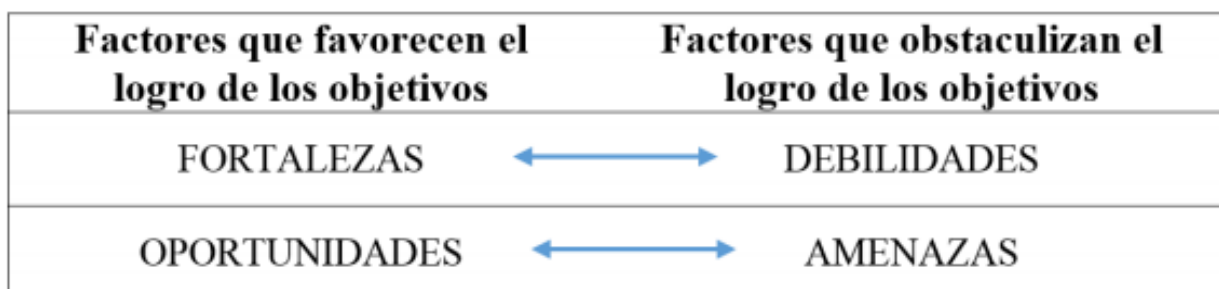 Factores que favorecen el
logro de los objetivos
Factores que obstaculizan el
logro de los objetivos
FORTALEZAS
DEBILIDADES
OPORTUNIDADES
AMENAZAS